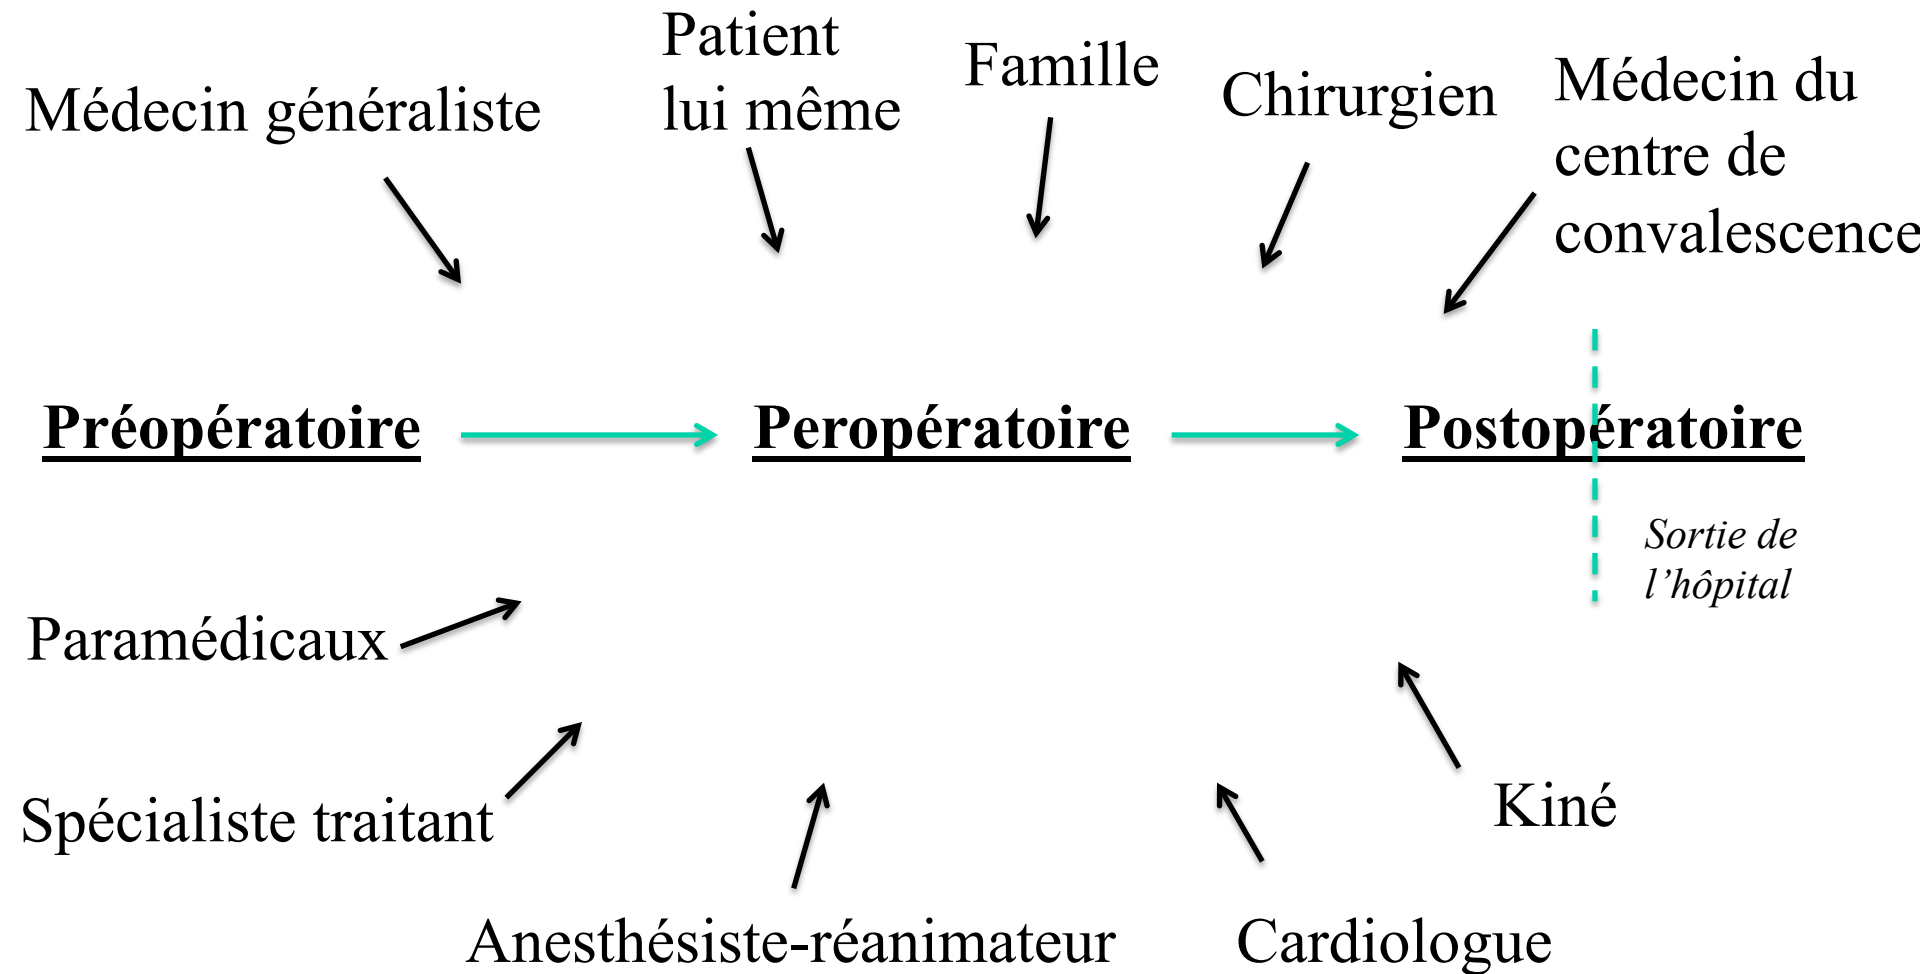 Médecin généraliste
Patient
lui même
Famille
Chirurgien
Médecin du
centre de
convalescence
Préopératoire
Peropératoire
Postopératoire
Sortie de
l’hôpital
Paramédicaux
Spécialiste traitant
Kiné
Anesthésiste-réanimateur
Cardiologue